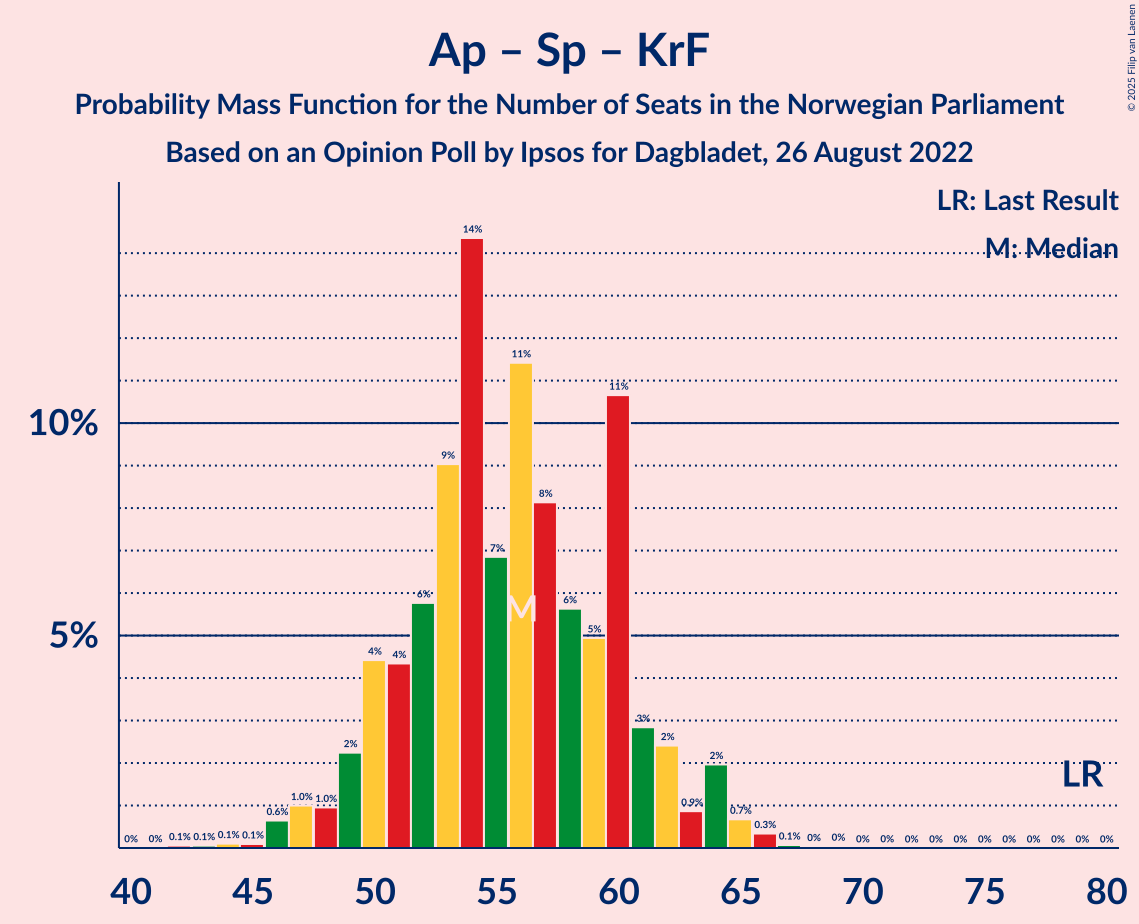 © 2025 Filip van Laenen
Ap – Sp – KrF
Probability Mass Function for the Number of Seats in the Norwegian Parliament
Based on an Opinion Poll by Ipsos for Dagbladet, 26 August 2022
LR: Last Result
M: Median
14%
11%
11%
10%
9%
8%
7%
6%
6%
M
5%
5%
4%
4%
3%
2%
2%
2%
LR
1.0%
1.0%
0.9%
0.7%
0.6%
0.3%
0% 0% 0.1% 0.1% 0.1% 0.1% 0.1% 0% 0% 0% 0% 0% 0% 0% 0% 0% 0% 0% 0% 0%
40 45 50 55 60 65 70 75 80